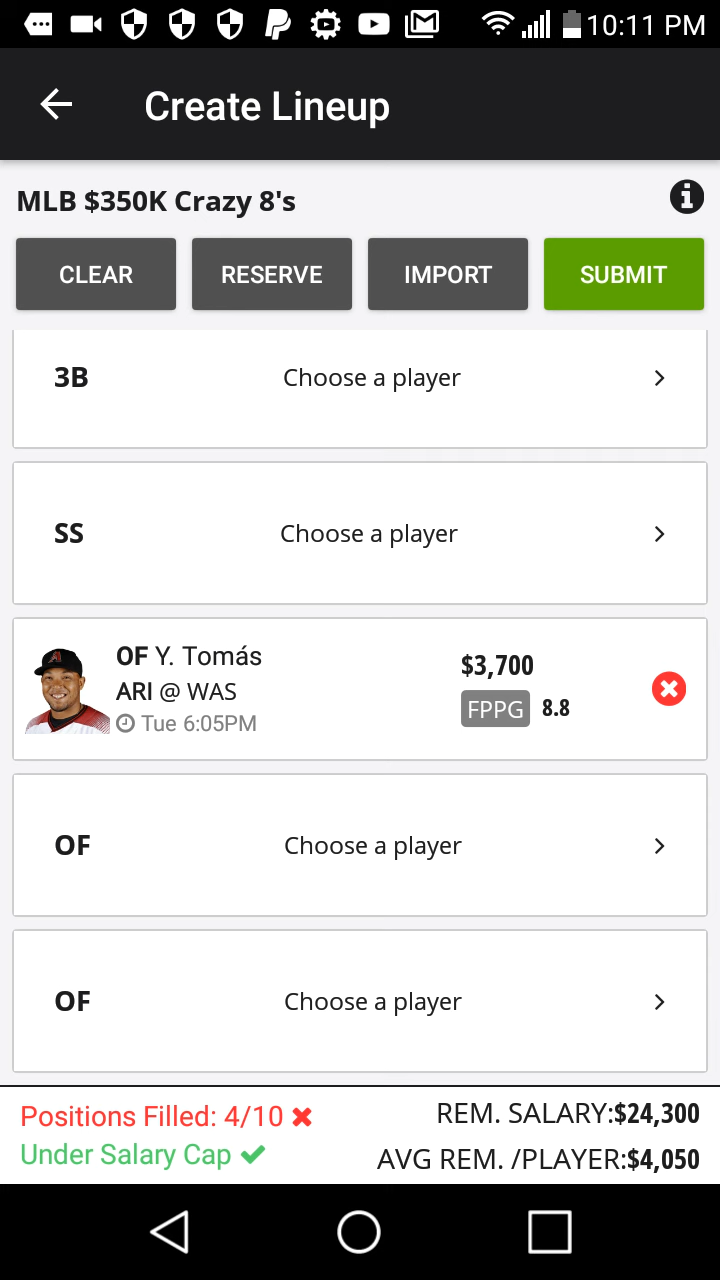 10:11 PM
Create Lineup
MLB $350K Crazy 8's
CLEAR RESERVE IMPORT SUBMIT
3B Choose a player
SS Choose a player
OF Y. Tomás
ARI @ WAS
Tue 6:05PM
$3,700
FPPG 8.8
OF Choose a player
OF Choose a player
Positions Filled: 4/10
Under Salary Cap
REM. SALARY:$24,300
AVG REM. /PLAYER:$4,050